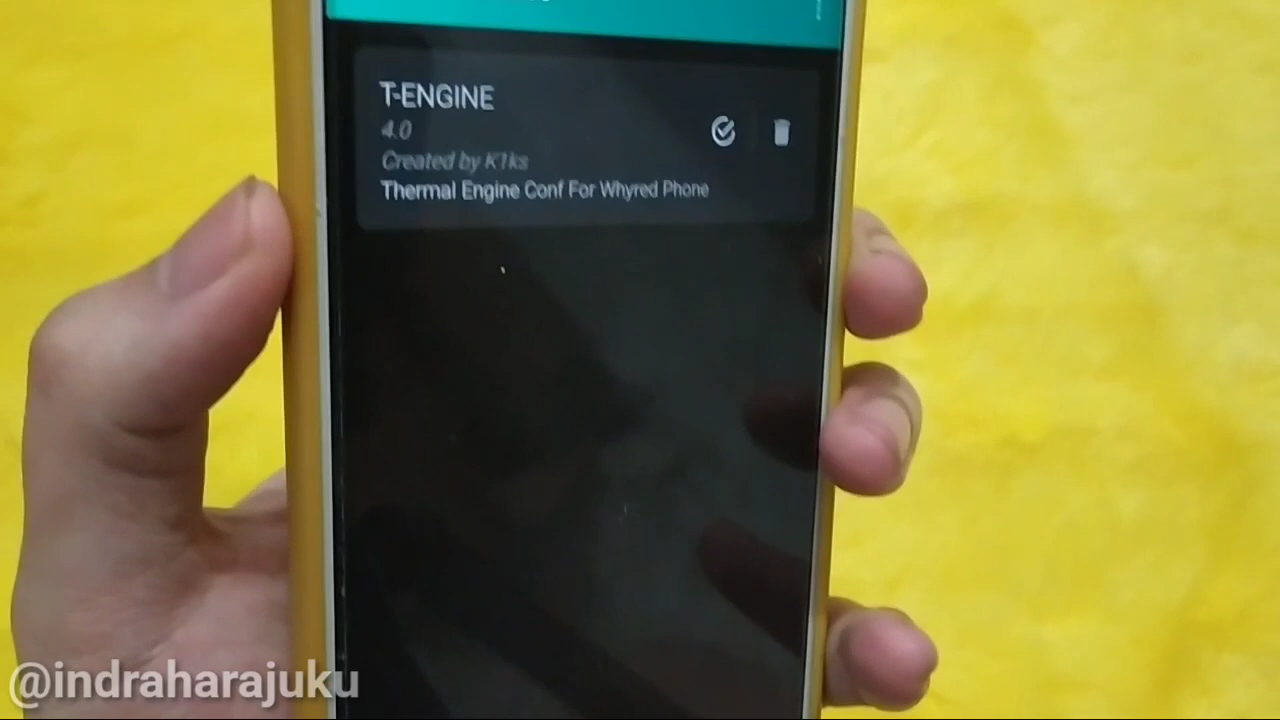 T-ENGINE
4.0
Created by K1ks
Thermal Engine Conf For Whyred Phone
@indraharajuku